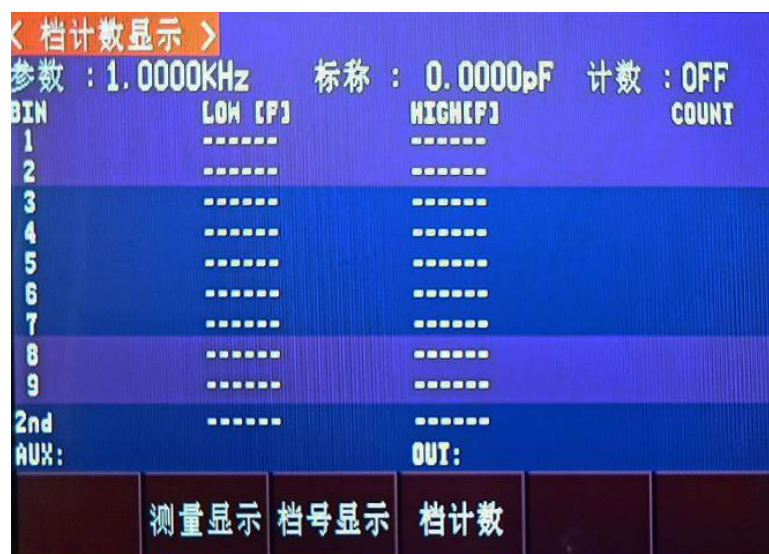 < 档计数显示 >
参数 :1.0000KHz 标称 : 0.0000pF 计数 :OFF
BIN LOW [F] HIGH[F] COUNT
1 ------ ------
2 ------ ------
3 ------ ------
4 ------ ------
5 ------ ------
6 ------ ------
7 ------ ------
8 ------ ------
9 ------ ------
2nd ------ ------
AUX: OUT:
测量显示 档号显示 档计数